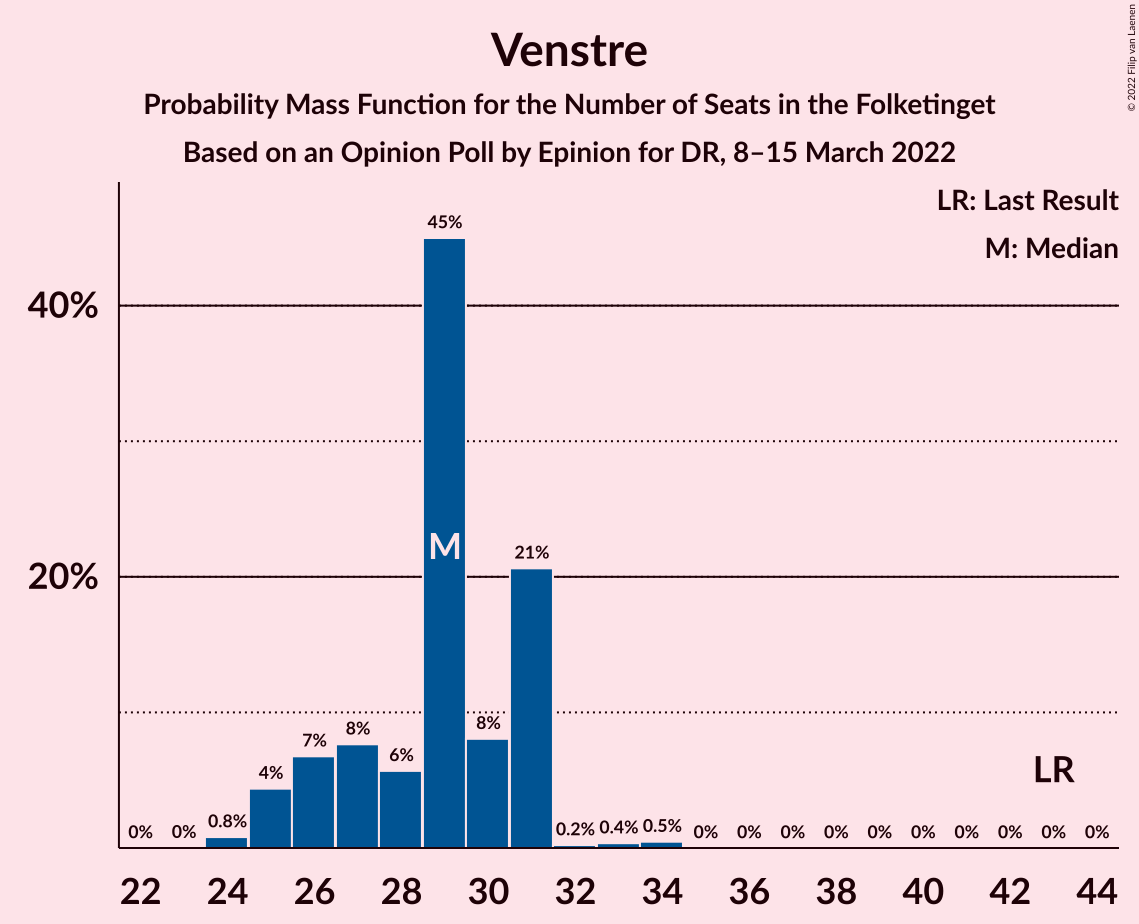 Venstre
Probability Mass Function for the Number of Seats in the Folketinget
Based on an Opinion Poll by Epinion for DR, 8–15 March 2022
© 2022 Filip van Laenen
LR: Last Result
M: Median
40%
20%
0% 0% 0.8% 4% 7% 8% 6% 45% 8% 21% 0.2% 0.4% 0.5% 0% 0% 0% 0% 0% 0% 0% 0% 0% 0%
M
LR
22 24 26 28 30 32 34 36 38 40 42 44